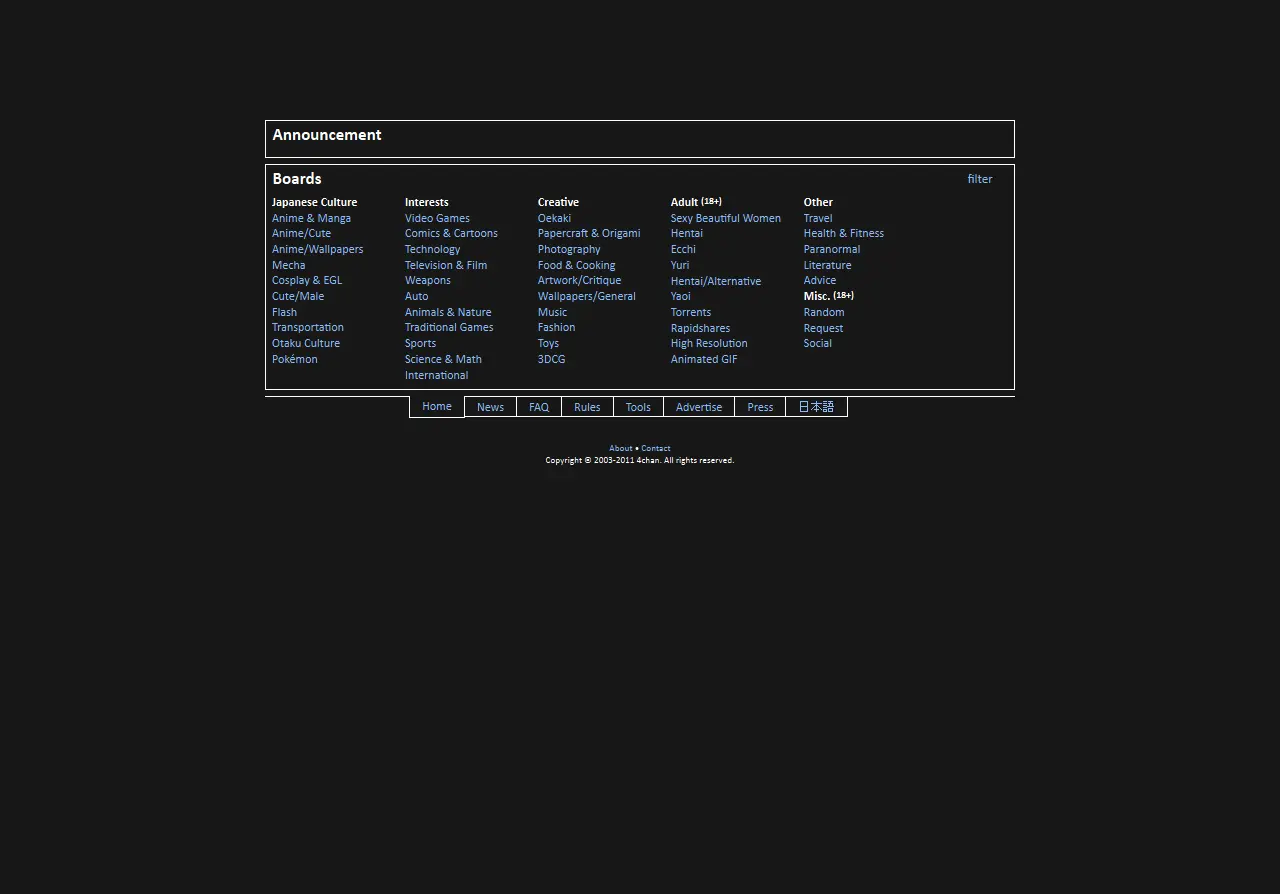 Announcement
Boards
filter
Japanese Culture
Anime & Manga
Anime/Cute
Anime/Wallpapers
Mecha
Cosplay & EGL
Cute/Male
Flash
Transportation
Otaku Culture
Pokémon
Interests
Video Games
Comics & Cartoons
Technology
Television & Film
Weapons
Auto
Animals & Nature
Traditional Games
Sports
Science & Math
International
Creative
Oekaki
Papercraft & Origami
Photography
Food & Cooking
Artwork/Critique
Wallpapers/General
Music
Fashion
Toys
3DCG
Adult (18+)
Sexy Beautiful Women
Hentai
Ecchi
Yuri
Hentai/Alternative
Yaoi
Torrents
Rapidshares
High Resolution
Animated GIF
Other
Travel
Health & Fitness
Paranormal
Literature
Advice
Misc. (18+)
Random
Request
Social
Home News FAQ Rules Tools Advertise Press 日本語
About • Contact
Copyright © 2003-2011 4chan. All rights reserved.